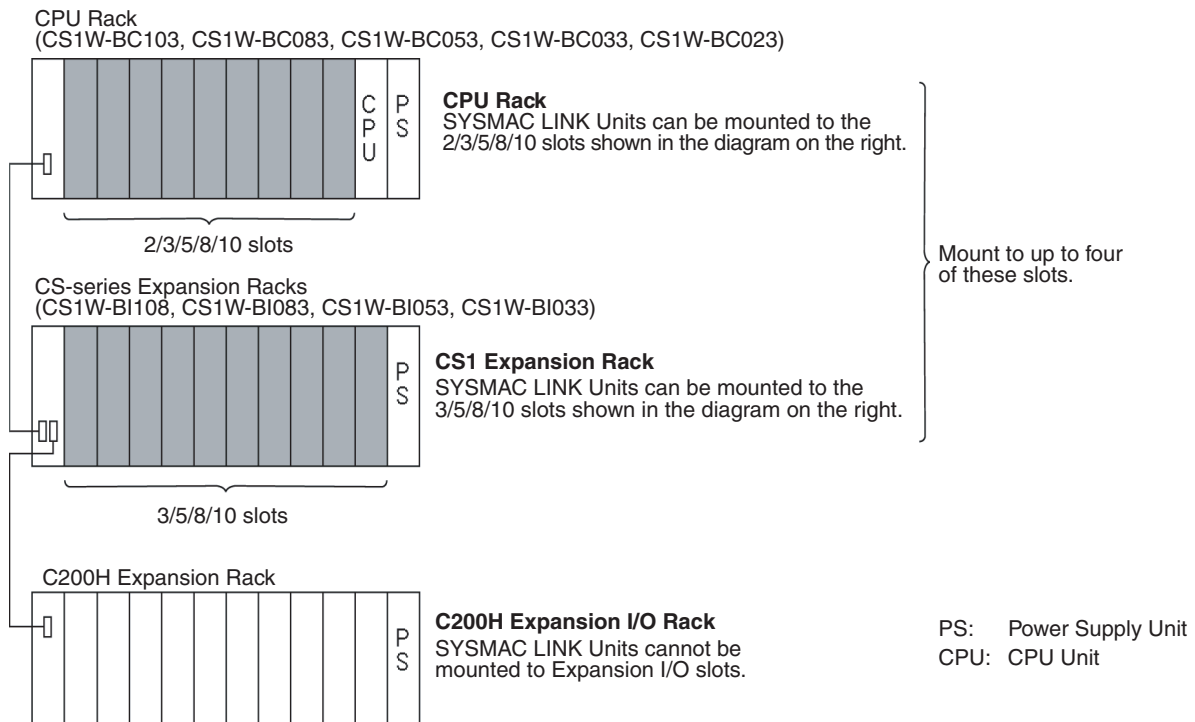 CPU Rack
(CS1W-BC103, CS1W-BC083, CS1W-BC053, CS1W-BC033, CS1W-BC023)
CPU
PS
CPU Rack
SYSMAC LINK Units can be mounted to the
2/3/5/8/10 slots shown in the diagram on the right.
2/3/5/8/10 slots
Mount to up to four
of these slots.
CS-series Expansion Racks
(CS1W-BI108, CS1W-BI083, CS1W-BI053, CS1W-BI033)
PS
CS1 Expansion Rack
SYSMAC LINK Units can be mounted to the
3/5/8/10 slots shown in the diagram on the right.
3/5/8/10 slots
C200H Expansion Rack
PS
C200H Expansion I/O Rack
SYSMAC LINK Units cannot be
mounted to Expansion I/O slots.
PS: Power Supply Unit
CPU: CPU Unit